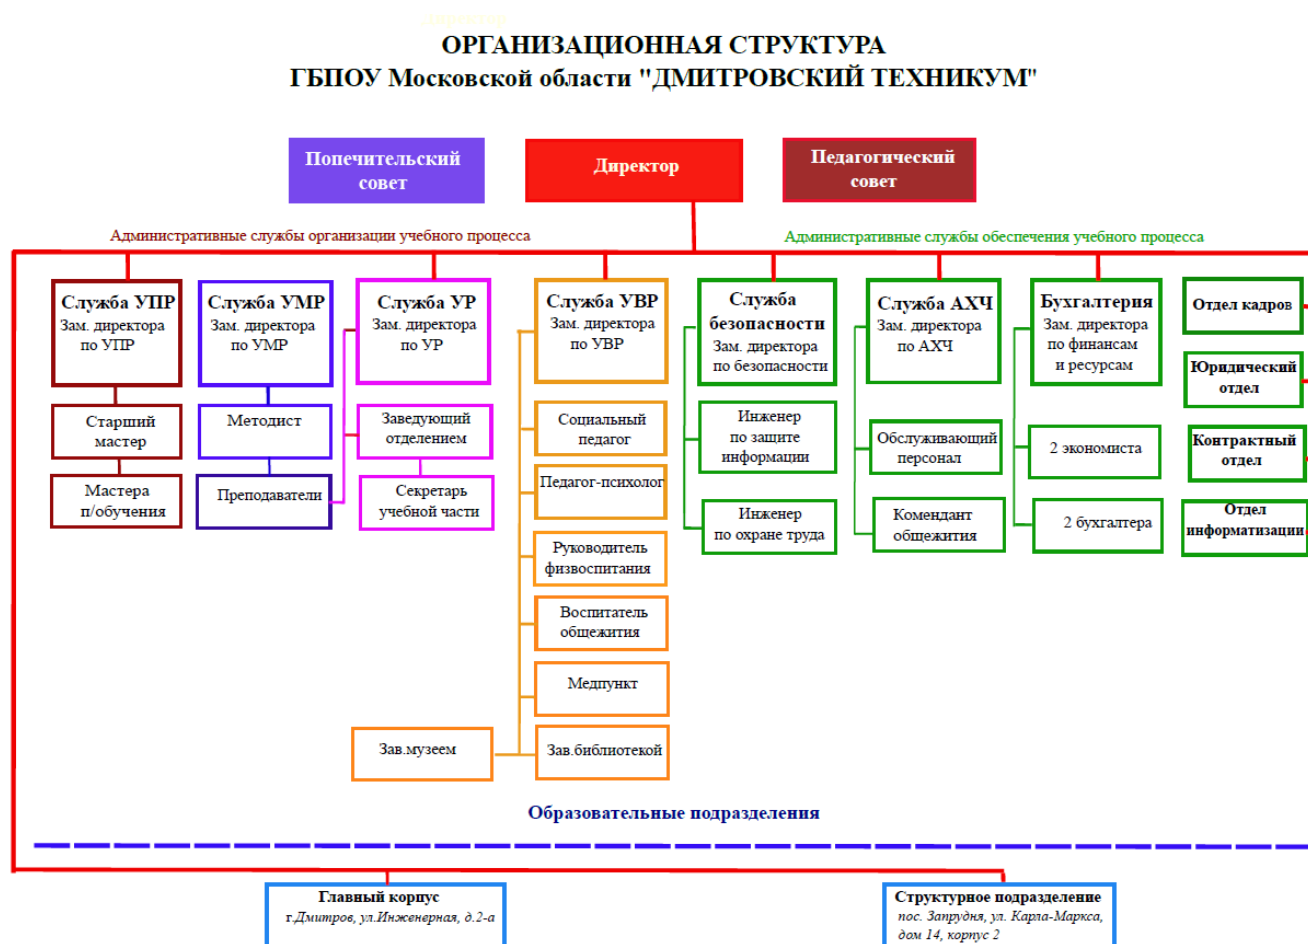 директор
ОРГАНИЗАЦИОННАЯ СТРУКТУРА
ГБПОУ Московской области "ДМИТРОВСКИЙ ТЕХНИКУМ"
Попечительский
совет
Директор
Педагогический
совет
Административные службы организации учебного процесса
Административные службы обеспечения учебного процесса
Служба УПР
Зам. директора
по УПР
Служба УМР
Зам. директора
по УМР
Служба УР
Зам. директора
по УР
Служба УВР
Зам. директора
по УВР
Служба
безопасности
Зам. директора
по безопасности
Служба АХЧ
Зам. директора
по АХЧ
Бухгалтерия
Зам. директора
по финансам
и ресурсам
Отдел кадров
Юридический
отдел
Контрактный
отдел
Отдел
информатизации
Старший
мастер
Мастера
п/обучения
Методист
Преподаватели
Заведующий
отделением
Секретарь
учебной части
Социальный
педагог
Педагог-психолог
Руководитель
физвоспитания
Воспитатель
общежития
Медпункт
Зав.музеем
Зав.библиотекой
Инженер
по защите
информации
Инженер
по охране труда
Обслуживающий
персонал
Комендант
общежития
2 экономиста
2 бухгалтера
Образовательные подразделения
Главный корпус
г.Дмитров, ул.Инженерная, д.2-а
Структурное подразделение
пос. Запрудня, ул. Карла-Маркса,
дом 14, корпус 2